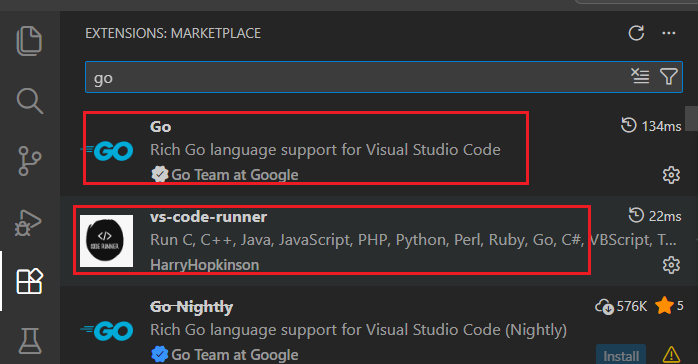 EXTENSIONS: MARKETPLACE
go
GO
Go
134ms
Rich Go language support for Visual Studio Code
Go Team at Google
</> CODE RUNNER
vs-code-runner
22ms
Run C, C++, Java, JavaScript, PHP, Python, Perl, Ruby, Go, C#, VBScript, T...
HarryHopkinson
GO
Go Nightly
576K
5
Rich Go language support for Visual Studio Code (Nightly)
Go Team at Google
Install